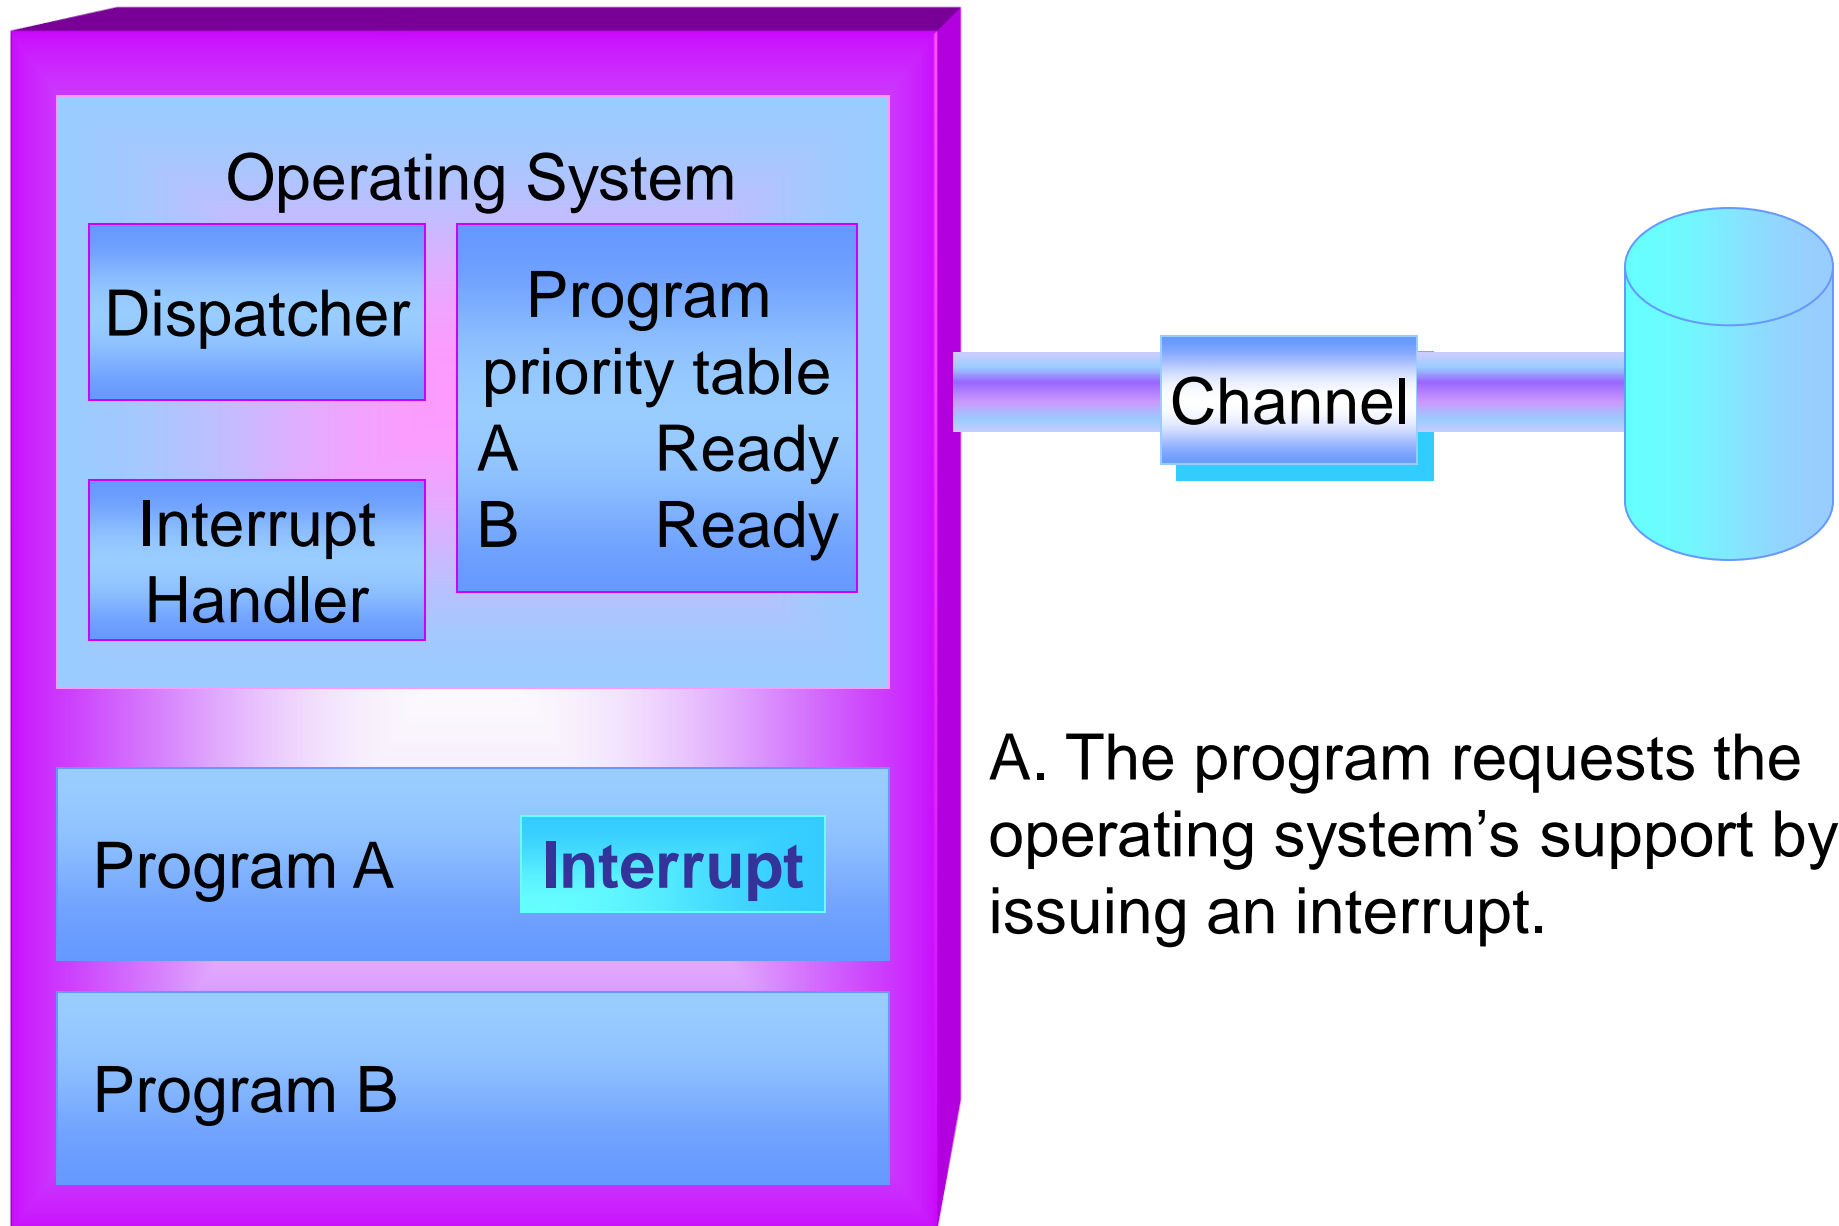 Operating System
Dispatcher
Program
priority table
A Ready
B Ready
Interrupt
Handler
Channel
Program A
Interrupt
Program B
A. The program requests the
operating system’s support by
issuing an interrupt.